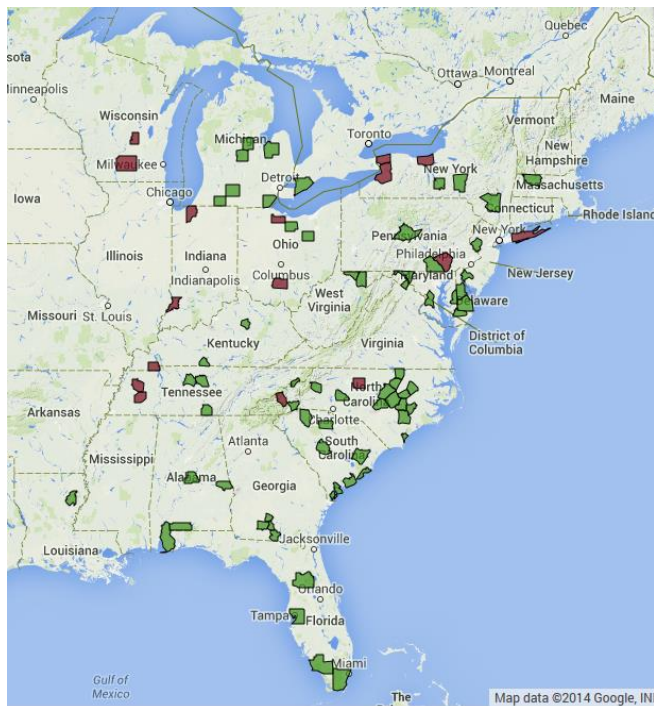 Quebec
sota
Ottawa
Montreal
Minneapolis
Maine
Wisconsin
Vermont
Toronto
Michigan
New
Hampshire
Milwaukee
New York
Detroit
Massachusetts
Iowa
Chicago
Connecticut
Rhode Island
Ohio
Pennsylvania
New York
Illinois
Indiana
Philadelphia
Columbus
Maryland
New Jersey
Indianapolis
West
Virginia
Delaware
Missouri
St. Louis
Virginia
District of
Columbia
Kentucky
North
Carolina
Tennessee
Arkansas
Charlotte
Atlanta
South
Carolina
Mississippi
Alabama
Georgia
Jacksonville
Louisiana
Orlando
Tampa
Florida
Miami
Gulf of
Mexico
The
Map data ©2014 Google, IN